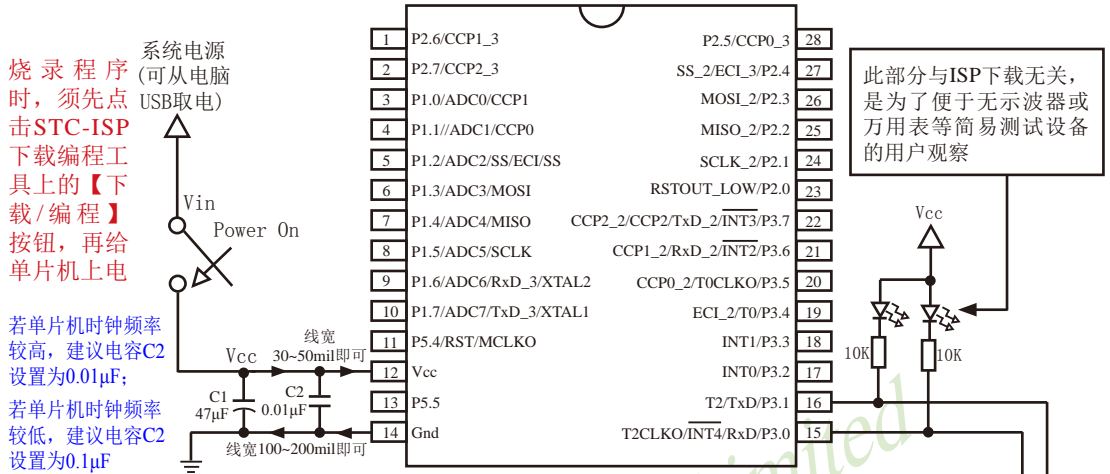 烧录程序
时，须先点
击STC-ISP
下载编程工
具上的【下
载/编程】
按钮，再给
单片机上电
若单片机时钟频率
较高，建议电容C2
设置为0.01μF；
若单片机时钟频率
较低，建议电容C2
设置为0.1μF
系统电源
(可从电脑
USB取电)
Vin
Power On
Vcc
线宽
30~50mil即可
C1
47μF
C2
0.01μF
线宽100~200mil即可
1 P2.6/CCP1_3
2 P2.7/CCP2_3
3 P1.0/ADC0/CCP1
4 P1.1//ADC1/CCP0
5 P1.2/ADC2/SS/ECI/SS
6 P1.3/ADC3/MOSI
7 P1.4/ADC4/MISO
8 P1.5/ADC5/SCLK
9 P1.6/ADC6/RxD_3/XTAL2
10 P1.7/ADC7/TxD_3/XTAL1
11 P5.4/RST/MCLKO
12 Vcc
13 P5.5
14 Gnd
P2.5/CCP0_3 28
SS_2/ECI_3/P2.4 27
MOSI_2/P2.3 26
MISO_2/P2.2 25
SCLK_2/P2.1 24
RSTOUT_LOW/P2.0 23
CCP2_2/CCP2/TxD_2/INT3/P3.7 22
CCP1_2/RxD_2/INT2/P3.6 21
CCP0_2/T0CLKO/P3.5 20
ECI_2/T0/P3.4 19
INT1/P3.3 18
INT0/P3.2 17
T2/TxD/P3.1 16
T2CLKO/INT4/RxD/P3.0 15
此部分与ISP下载无关，
是为了便于无示波器或
万用表等简易测试设备
的用户观察
Vcc
10K
10K